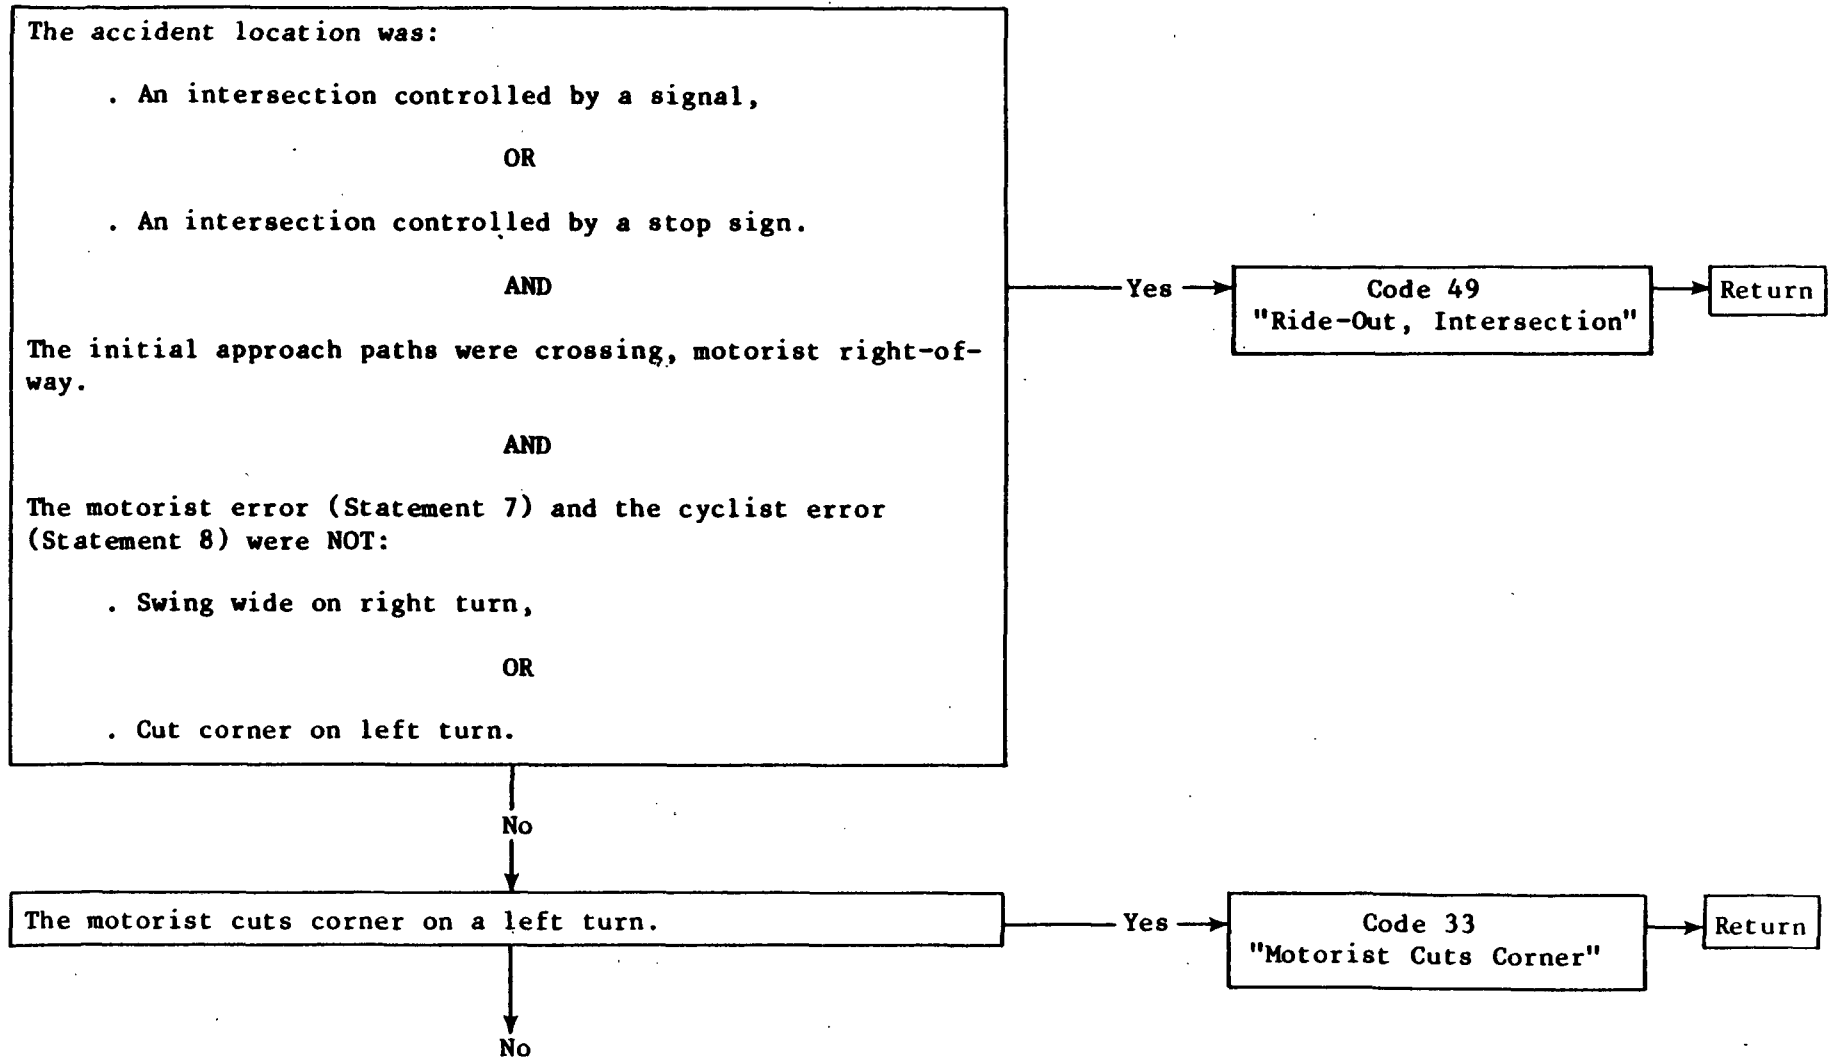 The accident location was:
. An intersection controlled by a signal,
OR
. An intersection controlled by a stop sign.
AND
The initial approach paths were crossing, motorist right-of-
way.
AND
The motorist error (Statement 7) and the cyclist error
(Statement 8) were NOT:
. Swing wide on right turn,
OR
. Cut corner on left turn.
Yes
Code 49
"Ride-Out, Intersection"
Return
No
The motorist cuts corner on a left turn.
Yes
Code 33
"Motorist Cuts Corner"
Return
No